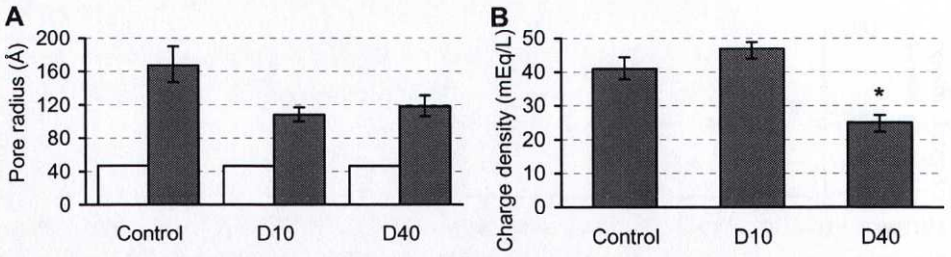 A
Pore radius (Å)
200
160
120
80
40
0
Control
D10
D40
B
Charge density (mEq/L)
50
40
30
20
10
0
*
Control
D10
D40